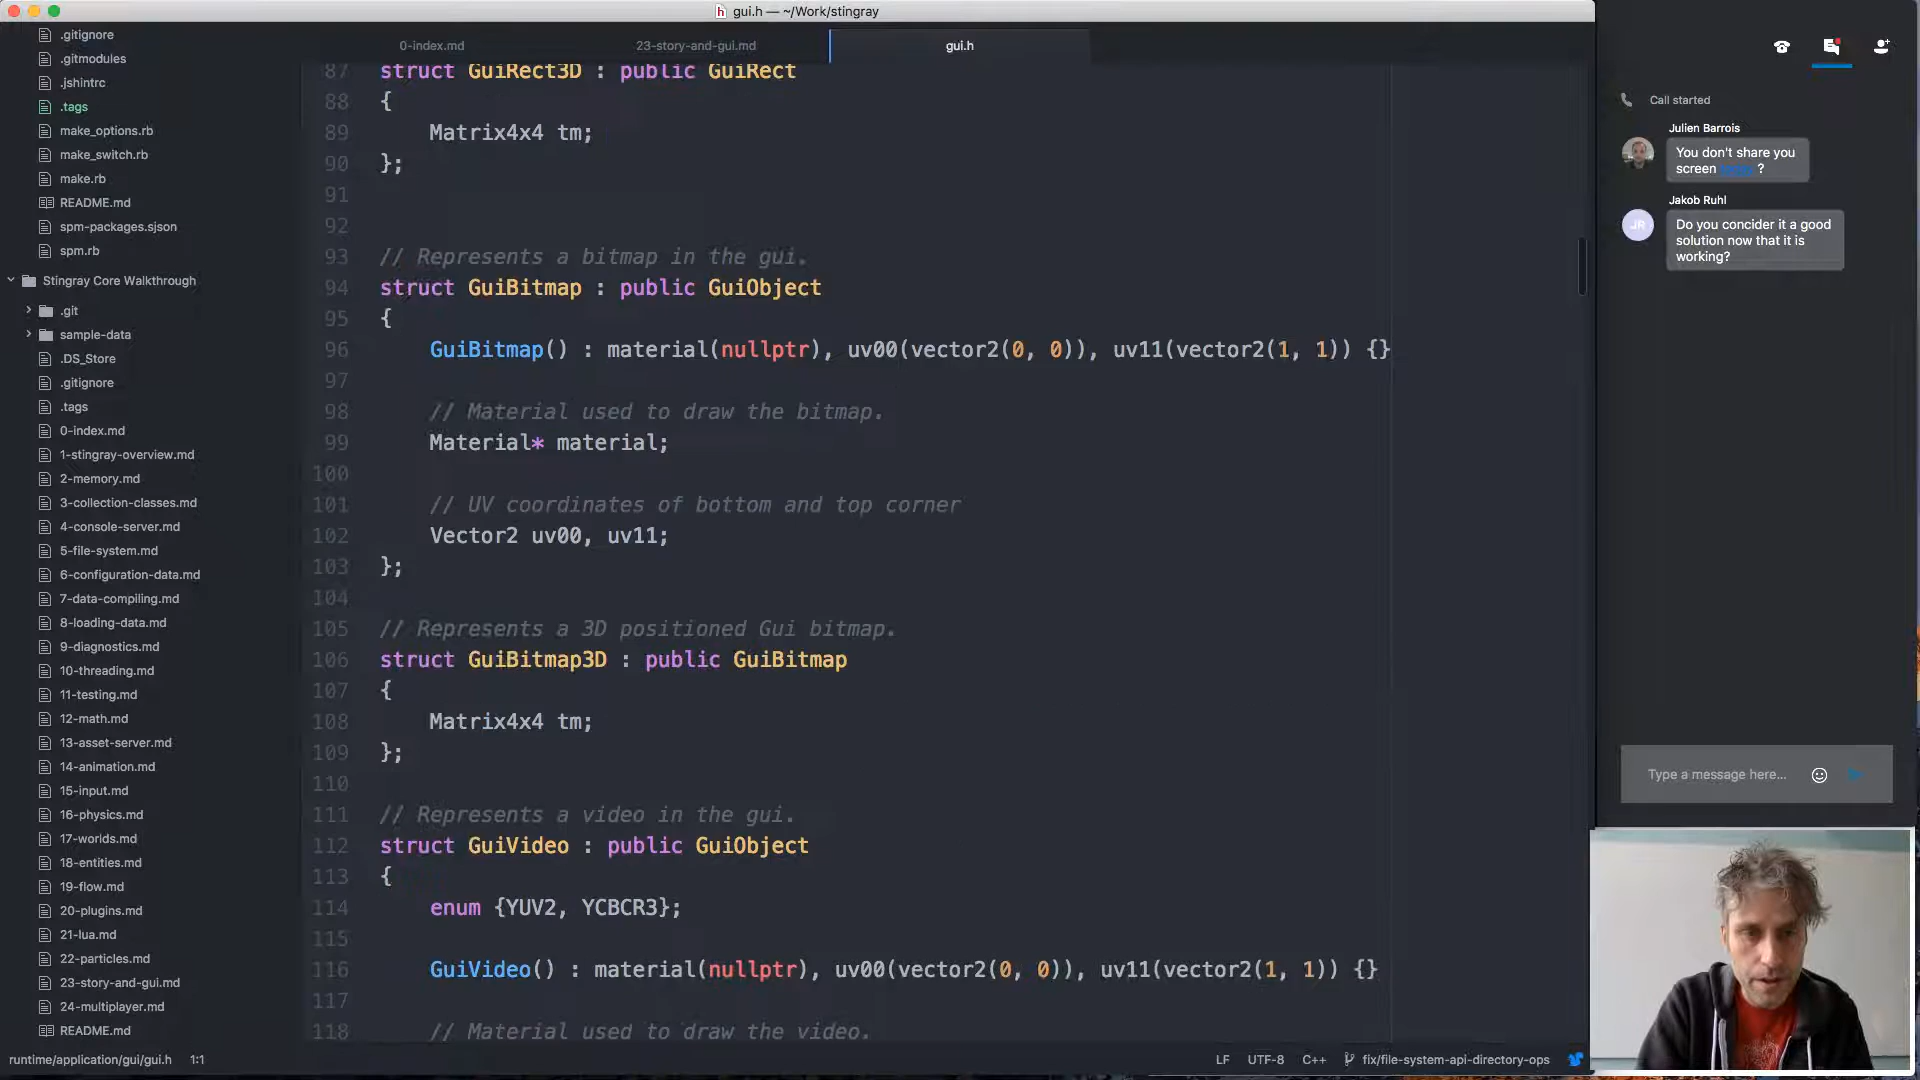 gui.h — ~/Work/stingray
.gitignore
.gitmodules
.jshintrc
.tags
make_options.rb
make_switch.rb
make.rb
README.md
spm-packages.sjson
spm.rb
Stingray Core Walkthrough
.git
sample-data
.DS_Store
.gitignore
.tags
0-index.md
1-stingray-overview.md
2-memory.md
3-collection-classes.md
4-console-server.md
5-file-system.md
6-configuration-data.md
7-data-compiling.md
8-loading-data.md
9-diagnostics.md
10-threading.md
11-testing.md
12-math.md
13-asset-server.md
14-animation.md
15-input.md
16-physics.md
17-worlds.md
18-entities.md
19-flow.md
20-plugins.md
21-lua.md
22-particles.md
23-story-and-gui.md
24-multiplayer.md
README.md
0-index.md
23-story-and-gui.md
gui.h
87 struct GuiRect3D : public GuiRect
88 {
89 Matrix4x4 tm;
90 };
91
92
93 // Represents a bitmap in the gui.
94 struct GuiBitmap : public GuiObject
95 {
96 GuiBitmap() : material(nullptr), uv00(vector2(0, 0)), uv11(vector2(1, 1)) {}
97
98 // Material used to draw the bitmap.
99 Material* material;
100
101 // UV coordinates of bottom and top corner
102 Vector2 uv00, uv11;
103 };
104
105 // Represents a 3D positioned Gui bitmap.
106 struct GuiBitmap3D : public GuiBitmap
107 {
108 Matrix4x4 tm;
109 };
110
111 // Represents a video in the gui.
112 struct GuiVideo : public GuiObject
113 {
114 enum {YUV2, YCBCR3};
115
116 GuiVideo() : material(nullptr), uv00(vector2(0, 0)), uv11(vector2(1, 1)) {}
117
118 // Material used to draw the video.
runtime/application/gui/gui.h 1:1
LF UTF-8 C++ fix/file-system-api-directory-ops
Call started
Julien Barrois
You don't share you
screen ?
Jakob Ruhl
JR
Do you concider it a good
solution now that it is
working?
Type a message here...